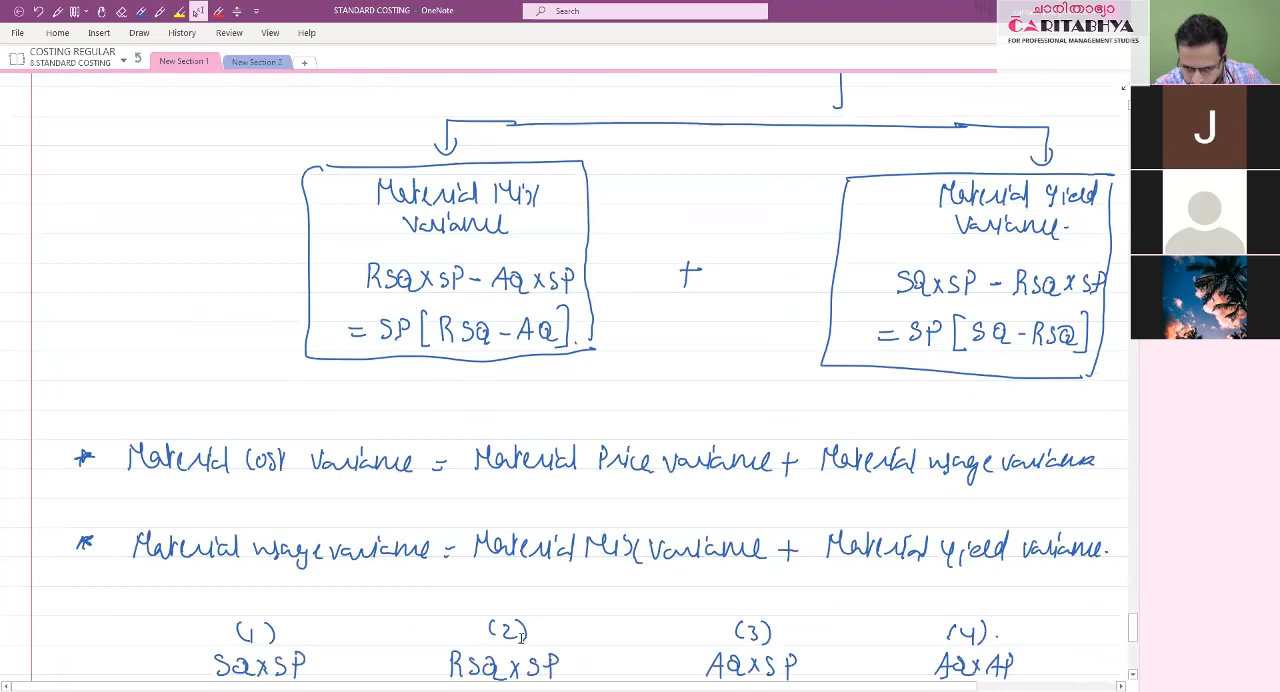 STANDARD COSTING - OneNote
Search
ചാരിതാഭ്യാ
CARITABHYA
FOR PROFESSIONAL MANAGEMENT STUDIES
File Home Insert Draw History Review View Help
COSTING REGULAR
8.STANDARD COSTING
New Section 1
New Section 2
J
Material Mix
Variance
RSQ×SP - AQ×SP
= SP[RSQ - AQ].
+
Material Yield
Variance.
SQ×SP - RSQ×SP
= SP[SQ - RSQ]
* Material Cost Variance = Material Price variance + Material usage variance
* Material usage variance = Material Mix Variance + Material yield variance.
(1) (2) (3) (4).
SQ×SP RSQ×SP AQ×SP AQ×AP